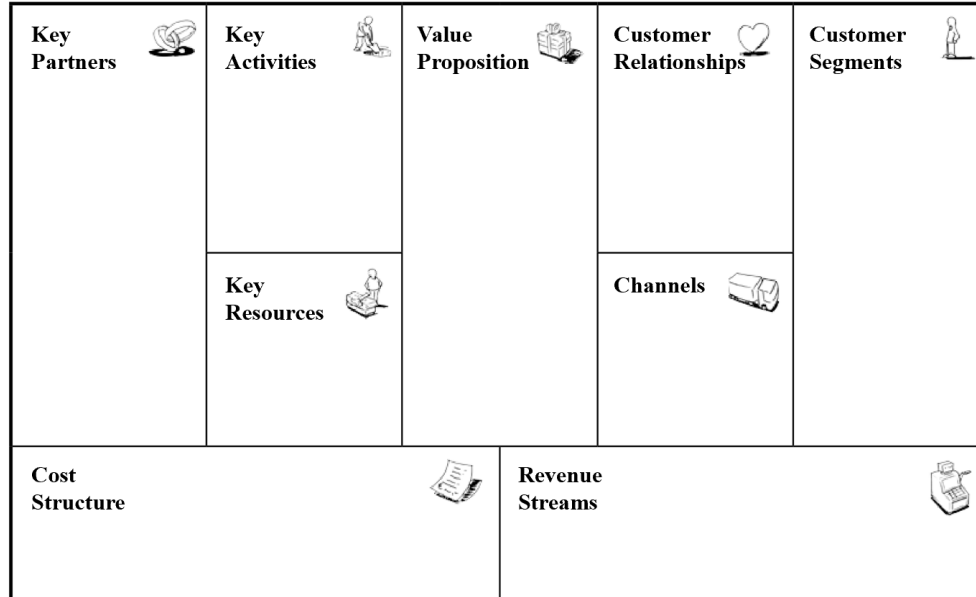 Key
Partners
Key
Activities
Key
Resources
Value
Proposition
Customer
Relationships
Channels
Customer
Segments
Cost
Structure
Revenue
Streams